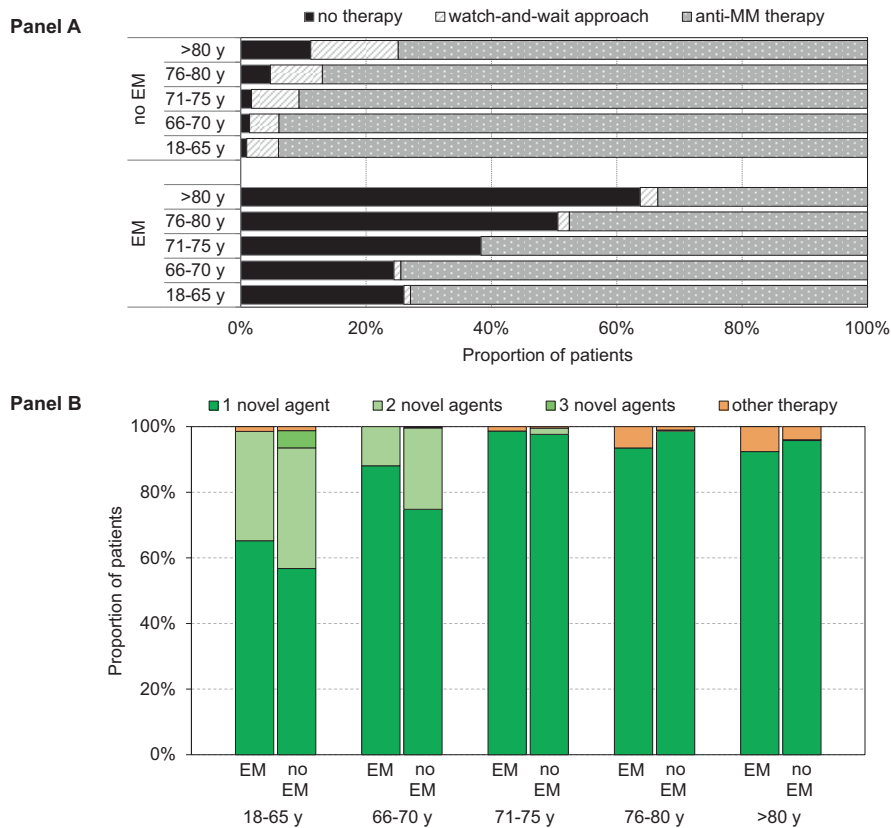 Panel A
no therapy watch-and-wait approach anti-MM therapy
no EM
>80 y
76-80 y
71-75 y
66-70 y
18-65 y
EM
>80 y
76-80 y
71-75 y
66-70 y
18-65 y
0% 20% 40% 60% 80% 100%
Proportion of patients
Panel B
1 novel agent 2 novel agents 3 novel agents other therapy
Proportion of patients
100%
80%
60%
40%
20%
0%
EM no EM EM no EM EM no EM EM no EM EM no EM
18-65 y 66-70 y 71-75 y 76-80 y >80 y